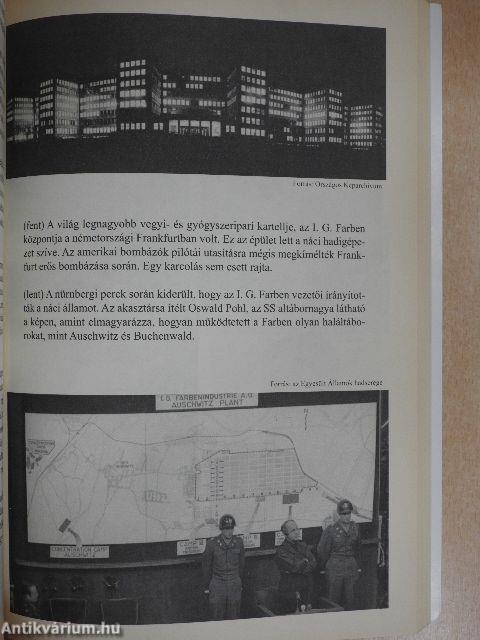 Forrás: Országos Képarchívum
(fent) A világ legnagyobb vegyi- és gyógyszeripari kartellje, az I. G. Farben
központja a németországi Frankfurtban volt. Ez az épület lett a náci hadigépe-
zet szíve. Az amerikai bombázók pilótái utasításra mégis megkímélték Frank-
furt erős bombázása során. Egy karcolás sem esett rajta.
(lent) A nürnbergi perek során kiderült, hogy az I. G. Farben vezetői irányítot-
ták a náci államot. Az akasztásra ítélt Oswald Pohl, az SS altábornagya látható
a képen, amint elmagyarázza, hogyan működtetett a Farben olyan haláltábo-
rokat, mint Auschwitz és Buchenwald.
Forrás: az Egyesült Államok hadserege
I. G. FARBENINDUSTRIE A. G.
AUSCHWITZ PLANT
N
CONCENTRATION CAMP
AUSCHWITZ
CAMP
Antikvárium.hu